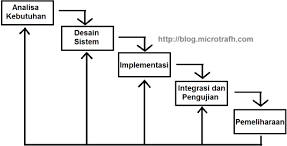 Analisa
Kebutuhan
Desain
Sistem
http://blog.microtrafh.com
Implementasi
Integrasi dan
Pengujian
Pemeliharaan